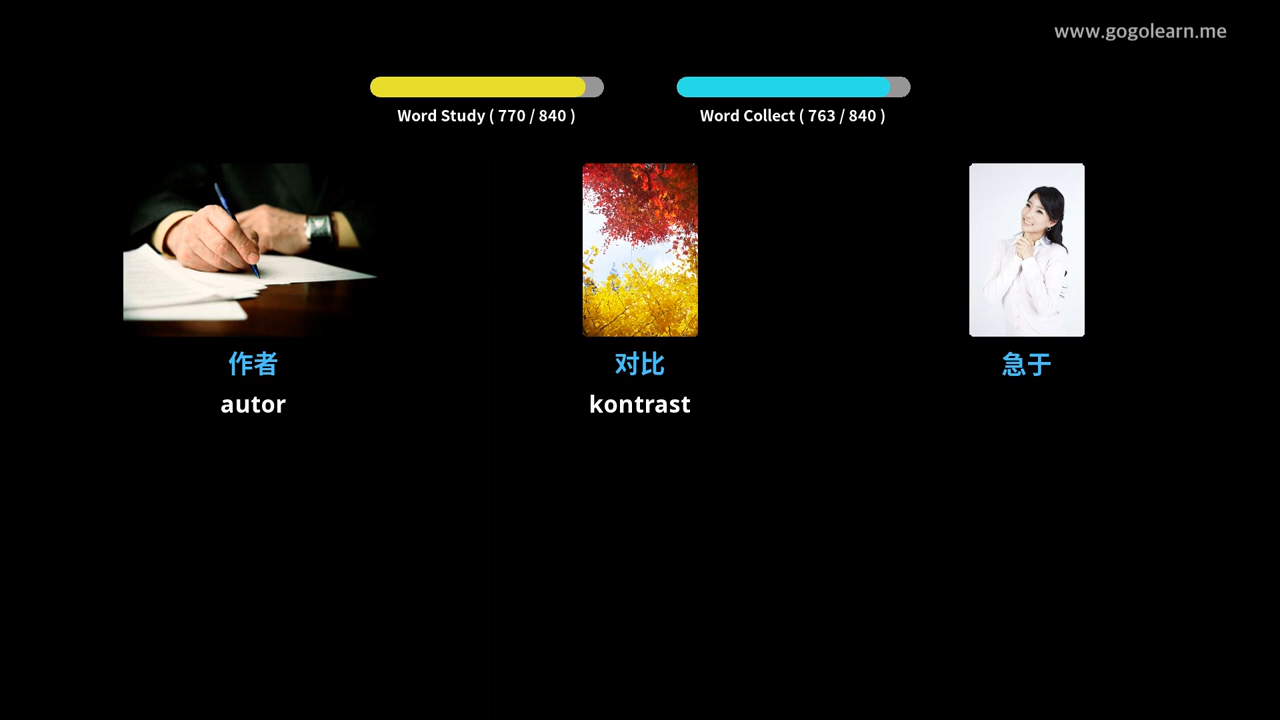 www.gogolearn.me
Word Study ( 770 / 840 )
Word Collect ( 763 / 840 )
作者
autor
对比
kontrast
急于